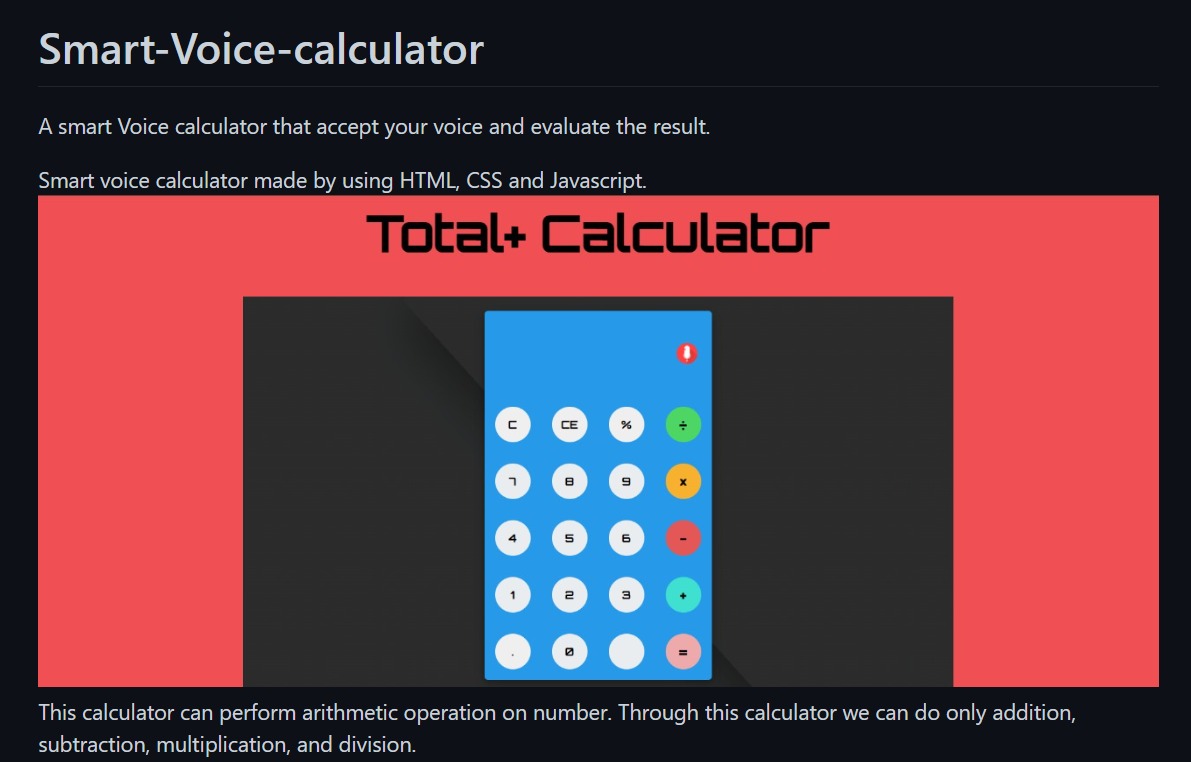 Smart-Voice-calculator
A smart Voice calculator that accept your voice and evaluate the result.
Smart voice calculator made by using HTML, CSS and Javascript.
Total+ Calculator
C CE % ÷
7 8 9 x
4 5 6 -
1 2 3 +
. 0 =
This calculator can perform arithmetic operation on number. Through this calculator we can do only addition,
subtraction, multiplication, and division.